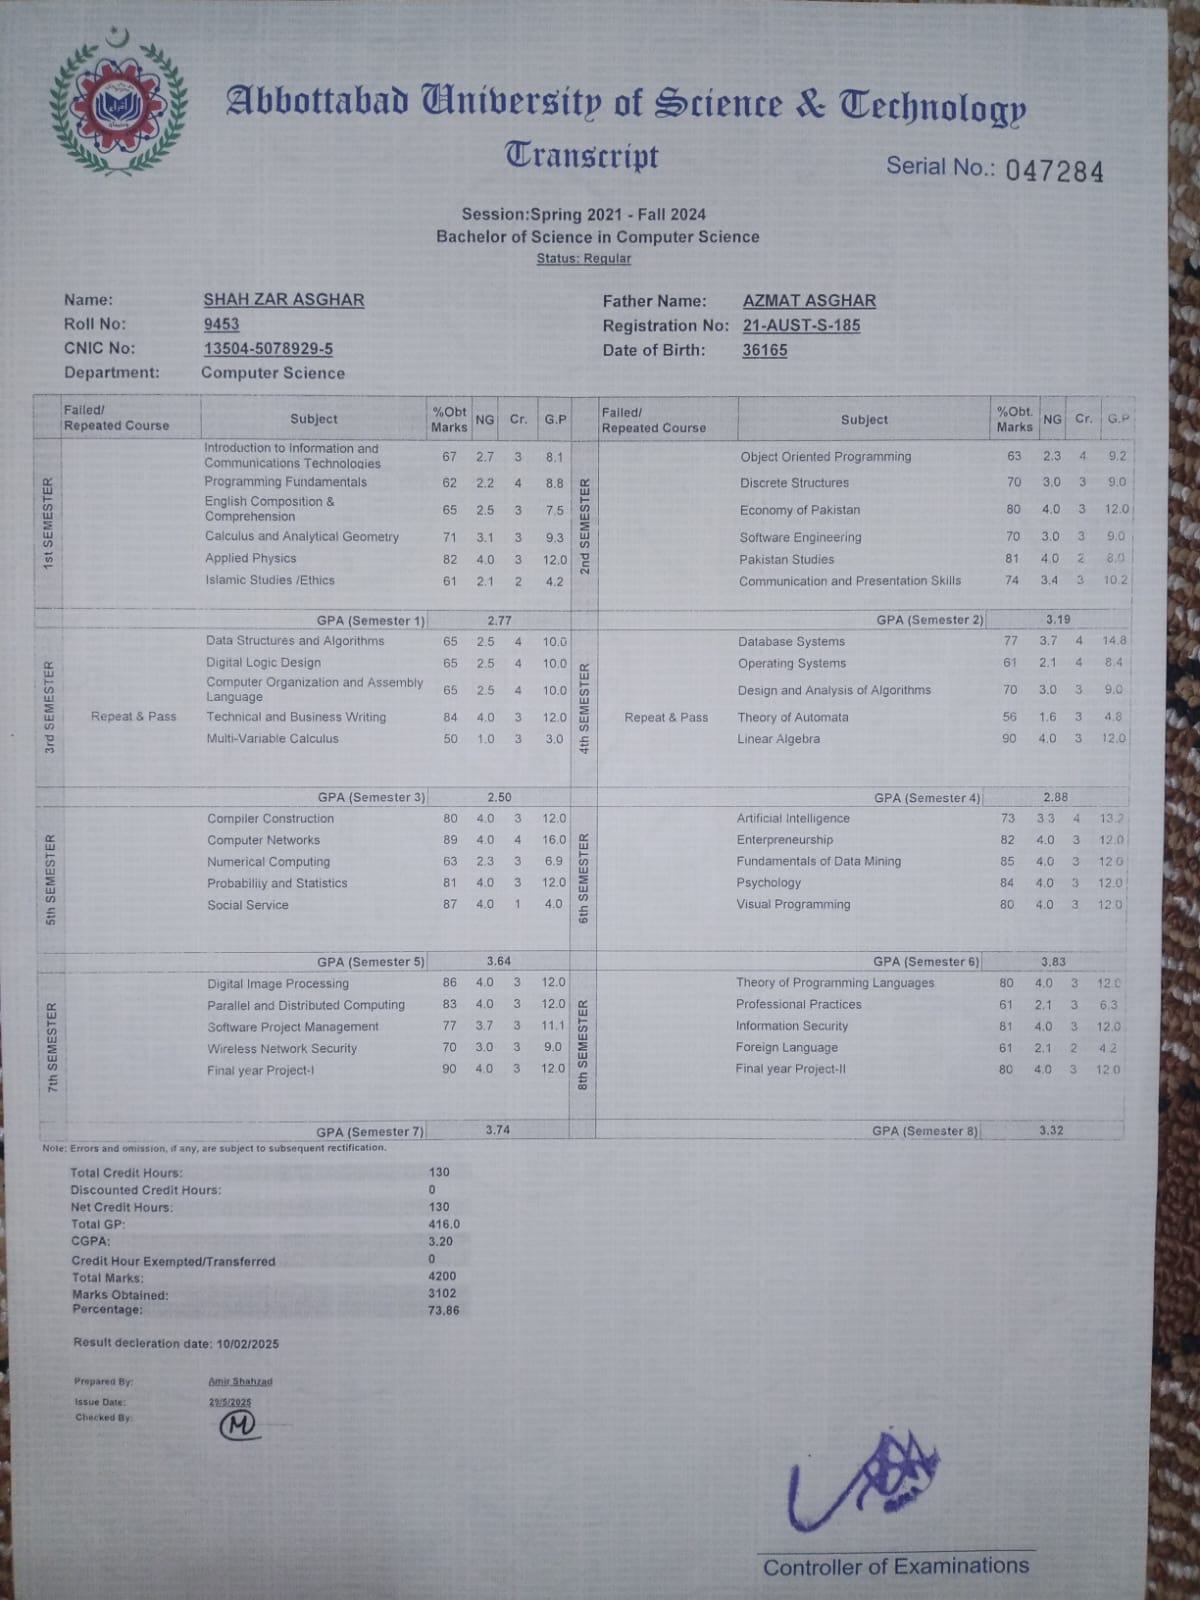 Abbottabad University of Science & Technology
Transcript
Serial No.: 047284
Session:Spring 2021 - Fall 2024
Bachelor of Science in Computer Science
Status: Regular
Name: SHAH ZAR ASGHAR Father Name: AZMAT ASGHAR
Roll No: 9453 Registration No: 21-AUST-S-185
CNIC No: 13504-5078929-5 Date of Birth: 36165
Department: Computer Science
Failed/ Repeated Course Subject %Obt Marks NG Cr. G.P Failed/ Repeated Course Subject %Obt. Marks NG Cr. G.P
1st SEMESTER
Introduction to Information and Communications Technologies 67 2.7 3 8.1
Programming Fundamentals 62 2.2 4 8.8
English Composition & Comprehension 65 2.5 3 7.5
Calculus and Analytical Geometry 71 3.1 3 9.3
Applied Physics 82 4.0 3 12.0
Islamic Studies /Ethics 61 2.1 2 4.2
GPA (Semester 1) 2.77
2nd SEMESTER
Object Oriented Programming 63 2.3 4 9.2
Discrete Structures 70 3.0 3 9.0
Economy of Pakistan 80 4.0 3 12.0
Software Engineering 70 3.0 3 9.0
Pakistan Studies 81 4.0 2 8.0
Communication and Presentation Skills 74 3.4 3 10.2
GPA (Semester 2) 3.19
3rd SEMESTER
Data Structures and Algorithms 65 2.5 4 10.0
Digital Logic Design 65 2.5 4 10.0
Computer Organization and Assembly Language 65 2.5 4 10.0
Repeat & Pass Technical and Business Writing 84 4.0 3 12.0
Multi-Variable Calculus 50 1.0 3 3.0
GPA (Semester 3) 2.50
4th SEMESTER
Database Systems 77 3.7 4 14.8
Operating Systems 61 2.1 4 8.4
Design and Analysis of Algorithms 70 3.0 3 9.0
Repeat & Pass Theory of Automata 56 1.6 3 4.8
Linear Algebra 90 4.0 3 12.0
GPA (Semester 4) 2.88
5th SEMESTER
Compiler Construction 80 4.0 3 12.0
Computer Networks 89 4.0 4 16.0
Numerical Computing 63 2.3 3 6.9
Probability and Statistics 81 4.0 3 12.0
Social Service 87 4.0 1 4.0
GPA (Semester 5) 3.64
6th SEMESTER
Artificial Intelligence 73 3.3 4 13.2
Enterpreneurship 82 4.0 3 12.0
Fundamentals of Data Mining 85 4.0 3 12.0
Psychology 84 4.0 3 12.0
Visual Programming 80 4.0 3 12.0
GPA (Semester 6) 3.83
7th SEMESTER
Digital Image Processing 86 4.0 3 12.0
Parallel and Distributed Computing 83 4.0 3 12.0
Software Project Management 77 3.7 3 11.1
Wireless Network Security 70 3.0 3 9.0
Final year Project-I 90 4.0 3 12.0
GPA (Semester 7) 3.74
8th SEMESTER
Theory of Programming Languages 80 4.0 3 12.0
Professional Practices 61 2.1 3 6.3
Information Security 81 4.0 3 12.0
Foreign Language 61 2.1 2 4.2
Final year Project-II 80 4.0 3 12.0
GPA (Semester 8) 3.32
Note: Errors and omission, if any, are subject to subsequent rectification.
Total Credit Hours: 130
Discounted Credit Hours: 0
Net Credit Hours: 130
Total GP: 416.0
CGPA: 3.20
Credit Hour Exempted/Transferred 0
Total Marks: 4200
Marks Obtained: 3102
Percentage: 73.86
Result decleration date: 10/02/2025
Prepared By: Amir Shahzad
Issue Date: 29/5/2025
Checked By: M
Controller of Examinations